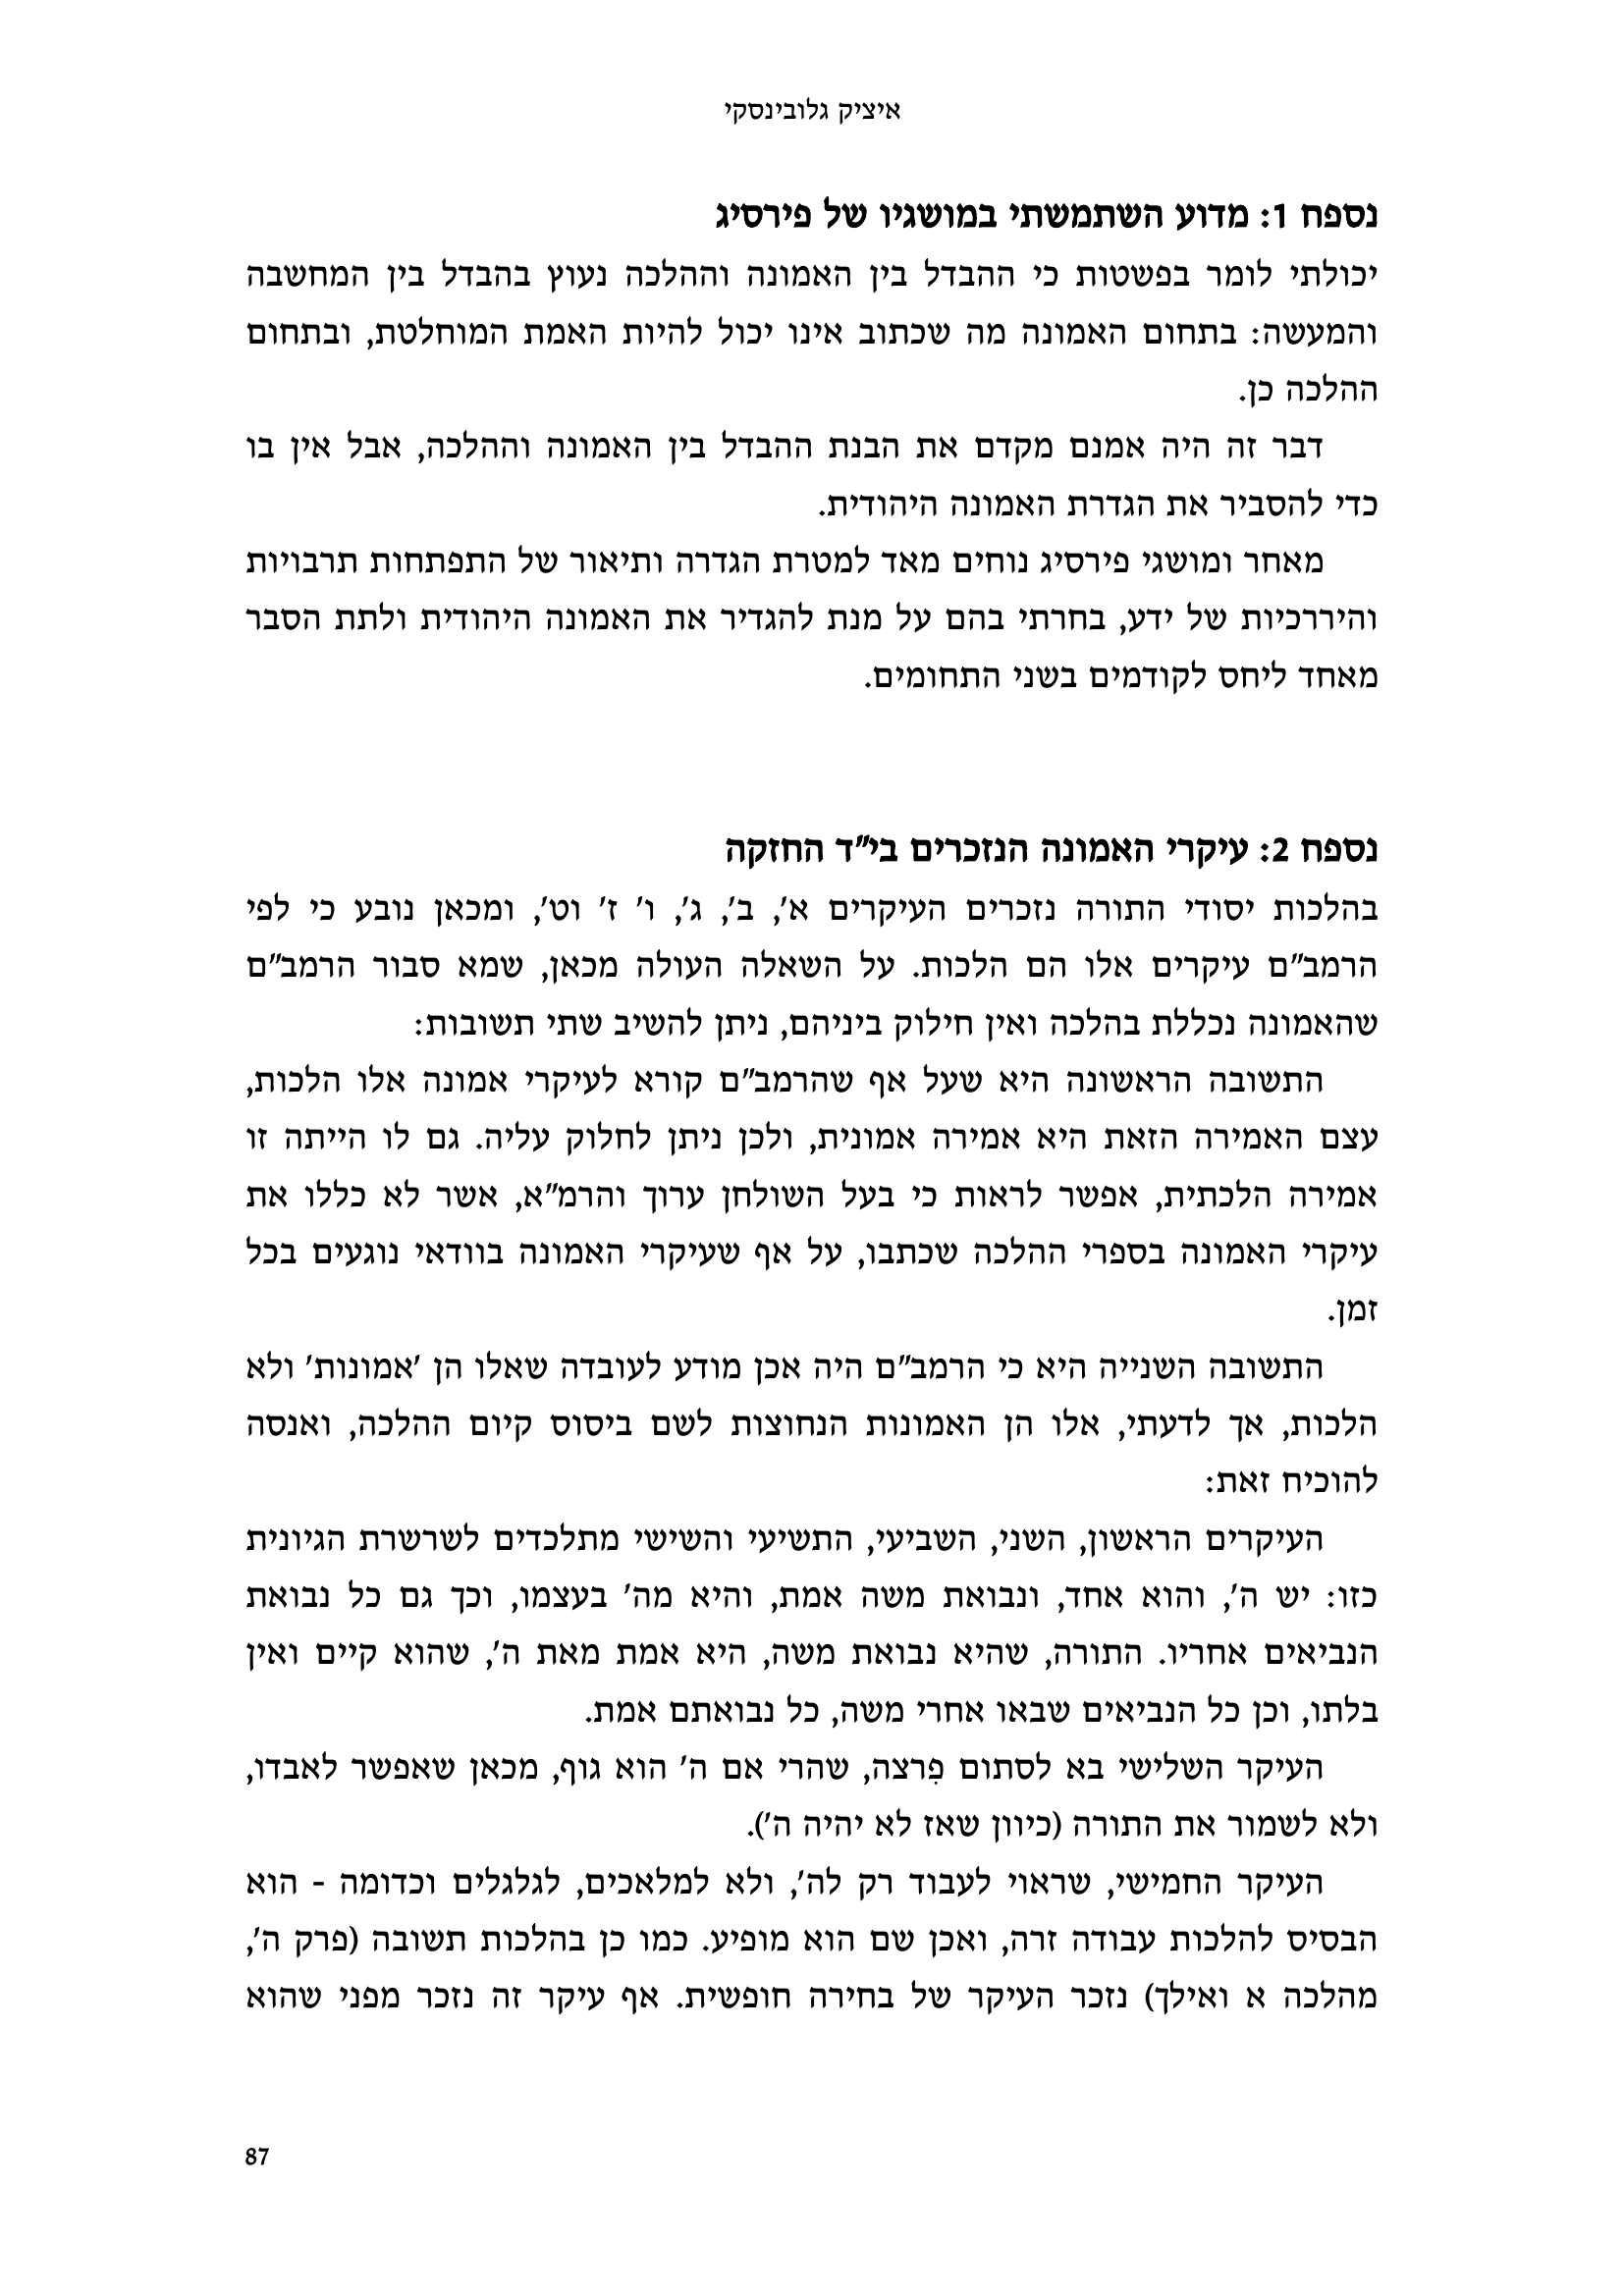 איציק גלובינסקי
נספח 1: מדוע השתמשתי במושגיו של פירסיג
יכולתי לומר בפשטות כי ההבדל בין האמונה וההלכה נעוץ בהבדל בין המחשבה
והמעשה: בתחום האמונה מה שכתוב אינו יכול להיות האמת המוחלטת, ובתחום
ההלכה כן.
דבר זה היה אמנם מקדם את הבנת ההבדל בין האמונה וההלכה, אבל אין בו
כדי להסביר את הגדרת האמונה היהודית.
מאחר ומושגי פירסיג נוחים מאד למטרת הגדרה ותיאור של התפתחות תרבויות
והיררכיות של ידע, בחרתי בהם על מנת להגדיר את האמונה היהודית ולתת הסבר
מאחד ליחס לקודמים בשני התחומים.
נספח 2: עיקרי האמונה הנזכרים בי"ד החזקה
בהלכות יסודי התורה נזכרים העיקרים א', ב', ג', ו' ז' וט', ומכאן נובע כי לפי
הרמב"ם עיקרים אלו הם הלכות. על השאלה העולה מכאן, שמא סבור הרמב"ם
שהאמונה נכללת בהלכה ואין חילוק ביניהם, ניתן להשיב שתי תשובות:
התשובה הראשונה היא שעל אף שהרמב"ם קורא לעיקרי אמונה אלו הלכות,
עצם האמירה הזאת היא אמירה אמונית, ולכן ניתן לחלוק עליה. גם לו הייתה זו
אמירה הלכתית, אפשר לראות כי בעל השולחן ערוך והרמ"א, אשר לא כללו את
עיקרי האמונה בספרי ההלכה שכתבו, על אף שעיקרי האמונה בוודאי נוגעים בכל
זמן.
התשובה השנייה היא כי הרמב"ם היה אכן מודע לעובדה שאלו הן 'אמונות' ולא
הלכות, אך לדעתי, אלו הן האמונות הנחוצות לשם ביסוס קיום ההלכה, ואנסה
להוכיח זאת:
העיקרים הראשון, השני, השביעי, התשיעי והשישי מתלכדים לשרשרת הגיונית
כזו: יש ה', והוא אחד, ונבואת משה אמת, והיא מה' בעצמו, וכך גם כל נבואת
הנביאים אחריו. התורה, שהיא נבואת משה, היא אמת מאת ה', שהוא קיים ואין
בלתו, וכן כל הנביאים שבאו אחרי משה, כל נבואתם אמת.
העיקר השלישי בא לסתום פִרצה, שהרי אם ה' הוא גוף, מכאן שאפשר לאבדו,
ולא לשמור את התורה (כיוון שאז לא יהיה ה').
העיקר החמישי, שראוי לעבוד רק לה', ולא למלאכים, לגלגלים וכדומה - הוא
הבסיס להלכות עבודה זרה, ואכן שם הוא מופיע. כמו כן בהלכות תשובה (פרק ה',
מהלכה א ואילך) נזכר העיקר של בחירה חופשית. אף עיקר זה נזכר מפני שהוא
87